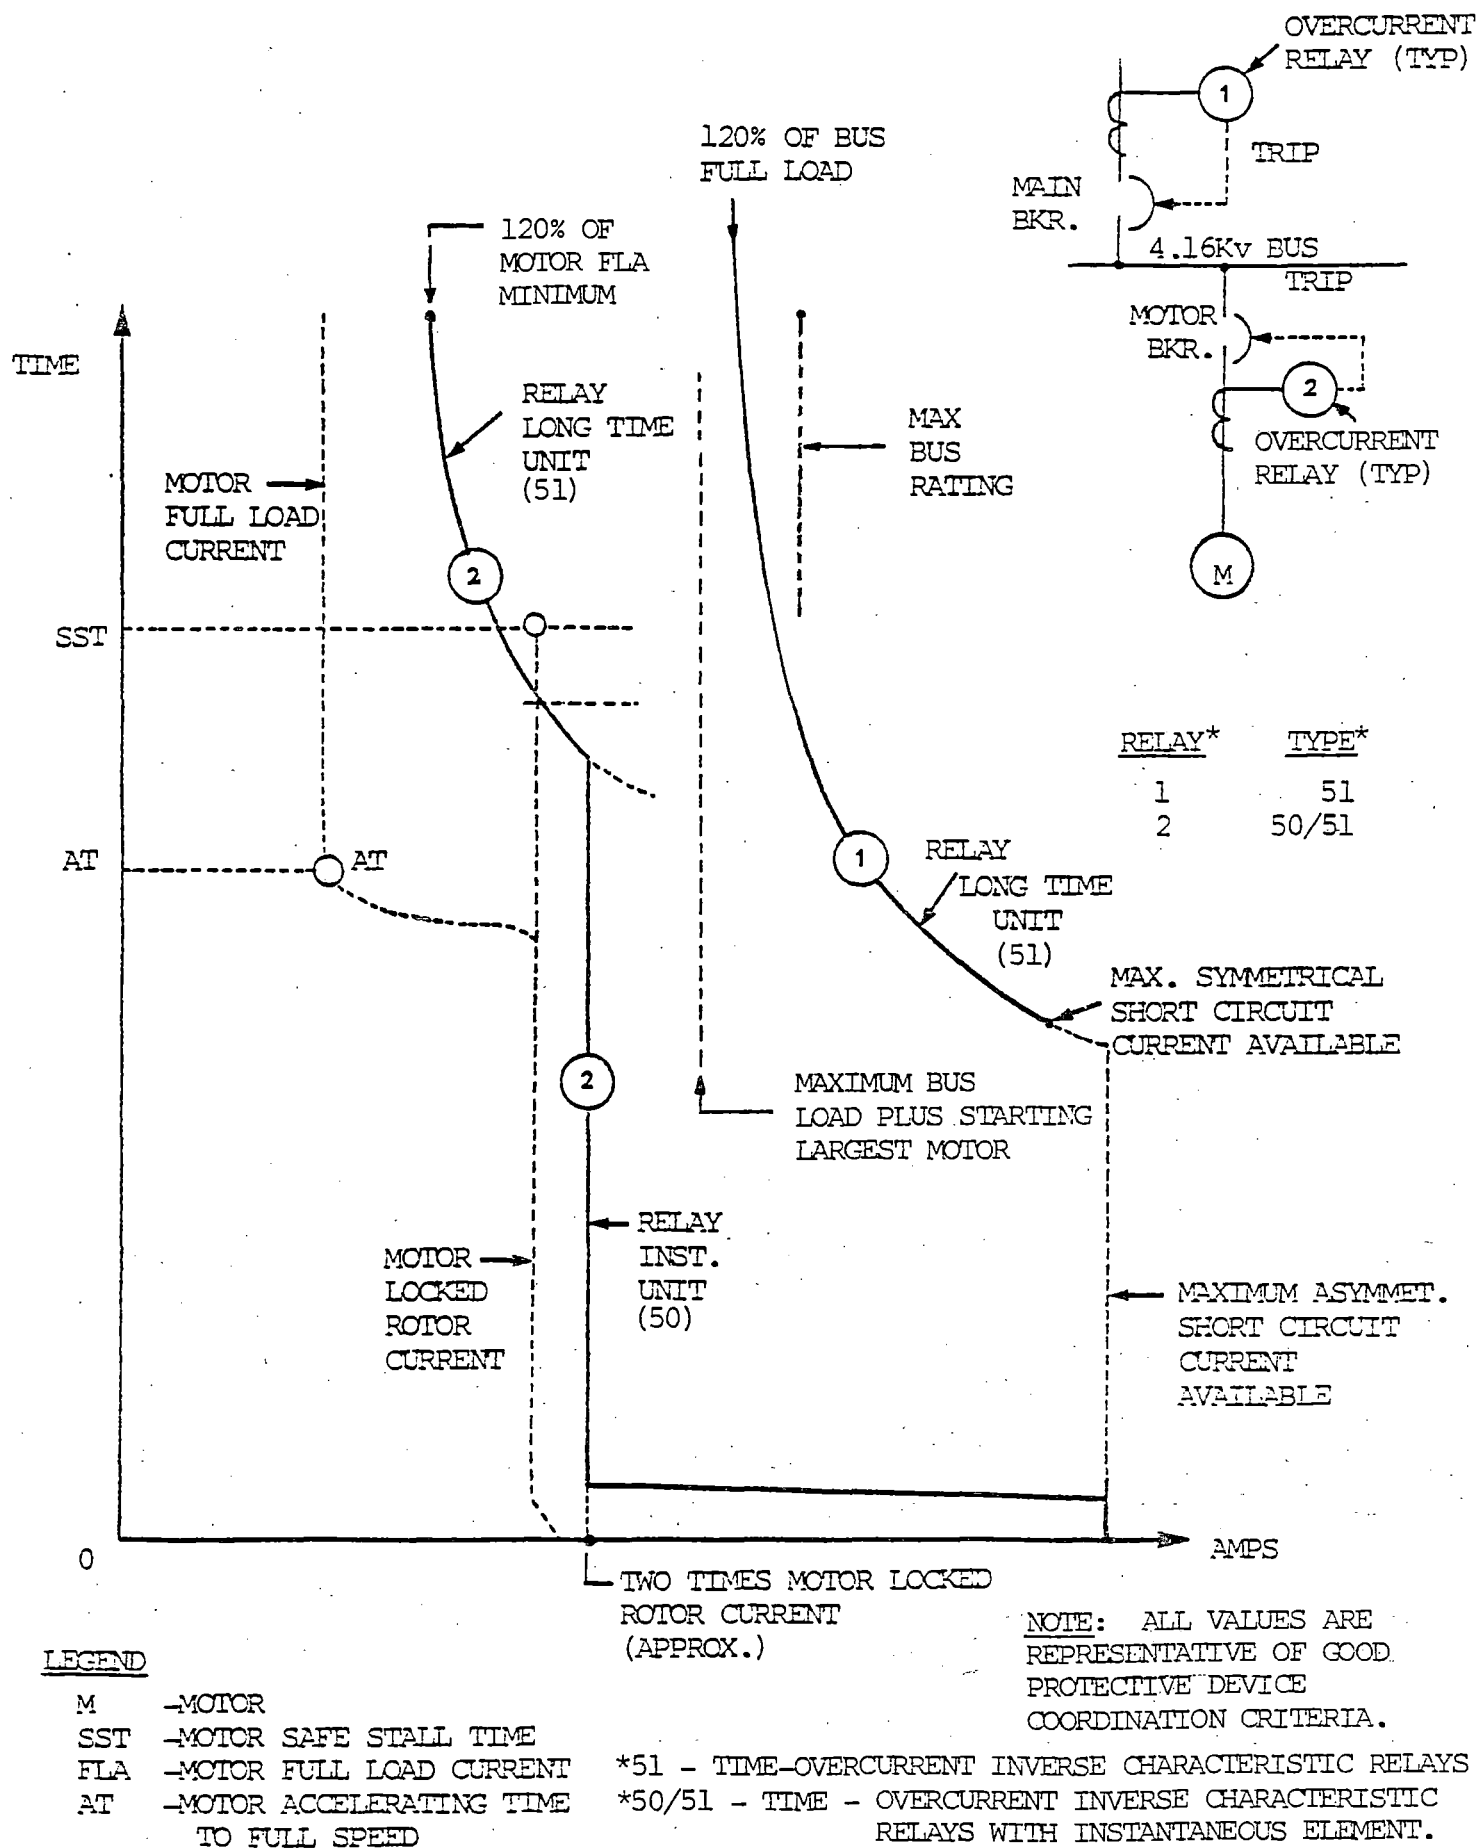 OVERCURRENT
RELAY (TYP)
1
TRIP
MAIN
BKR.
4.16Kv BUS
TRIP
MOTOR
BKR.
2
OVERCURRENT
RELAY (TYP)
M
120% OF BUS
FULL LOAD
120% OF
MOTOR FLA
MINIMUM
TIME
RELAY
LONG TIME
UNIT
(51)
MAX
BUS
RATING
MOTOR
FULL LOAD
CURRENT
2
SST
RELAY* TYPE*
1 51
2 50/51
AT
AT
1
RELAY
LONG TIME
UNIT
(51)
MAX. SYMMETRICAL
SHORT CIRCUIT
CURRENT AVAILABLE
2
MAXIMUM BUS
LOAD PLUS STARTING
LARGEST MOTOR
RELAY
INST.
UNIT
(50)
MOTOR
LOCKED
ROTOR
CURRENT
MAXIMUM ASYMMET.
SHORT CIRCUIT
CURRENT
AVAILABLE
0
AMPS
TWO TIMES MOTOR LOCKED
ROTOR CURRENT
(APPROX.)
NOTE: ALL VALUES ARE
REPRESENTATIVE OF GOOD
PROTECTIVE DEVICE
COORDINATION CRITERIA.
LEGEND
M -MOTOR
SST -MOTOR SAFE STALL TIME
FLA -MOTOR FULL LOAD CURRENT
AT -MOTOR ACCELERATING TIME
TO FULL SPEED
*51 - TIME-OVERCURRENT INVERSE CHARACTERISTIC RELAYS
*50/51 - TIME - OVERCURRENT INVERSE CHARACTERISTIC
RELAYS WITH INSTANTANEOUS ELEMENT.